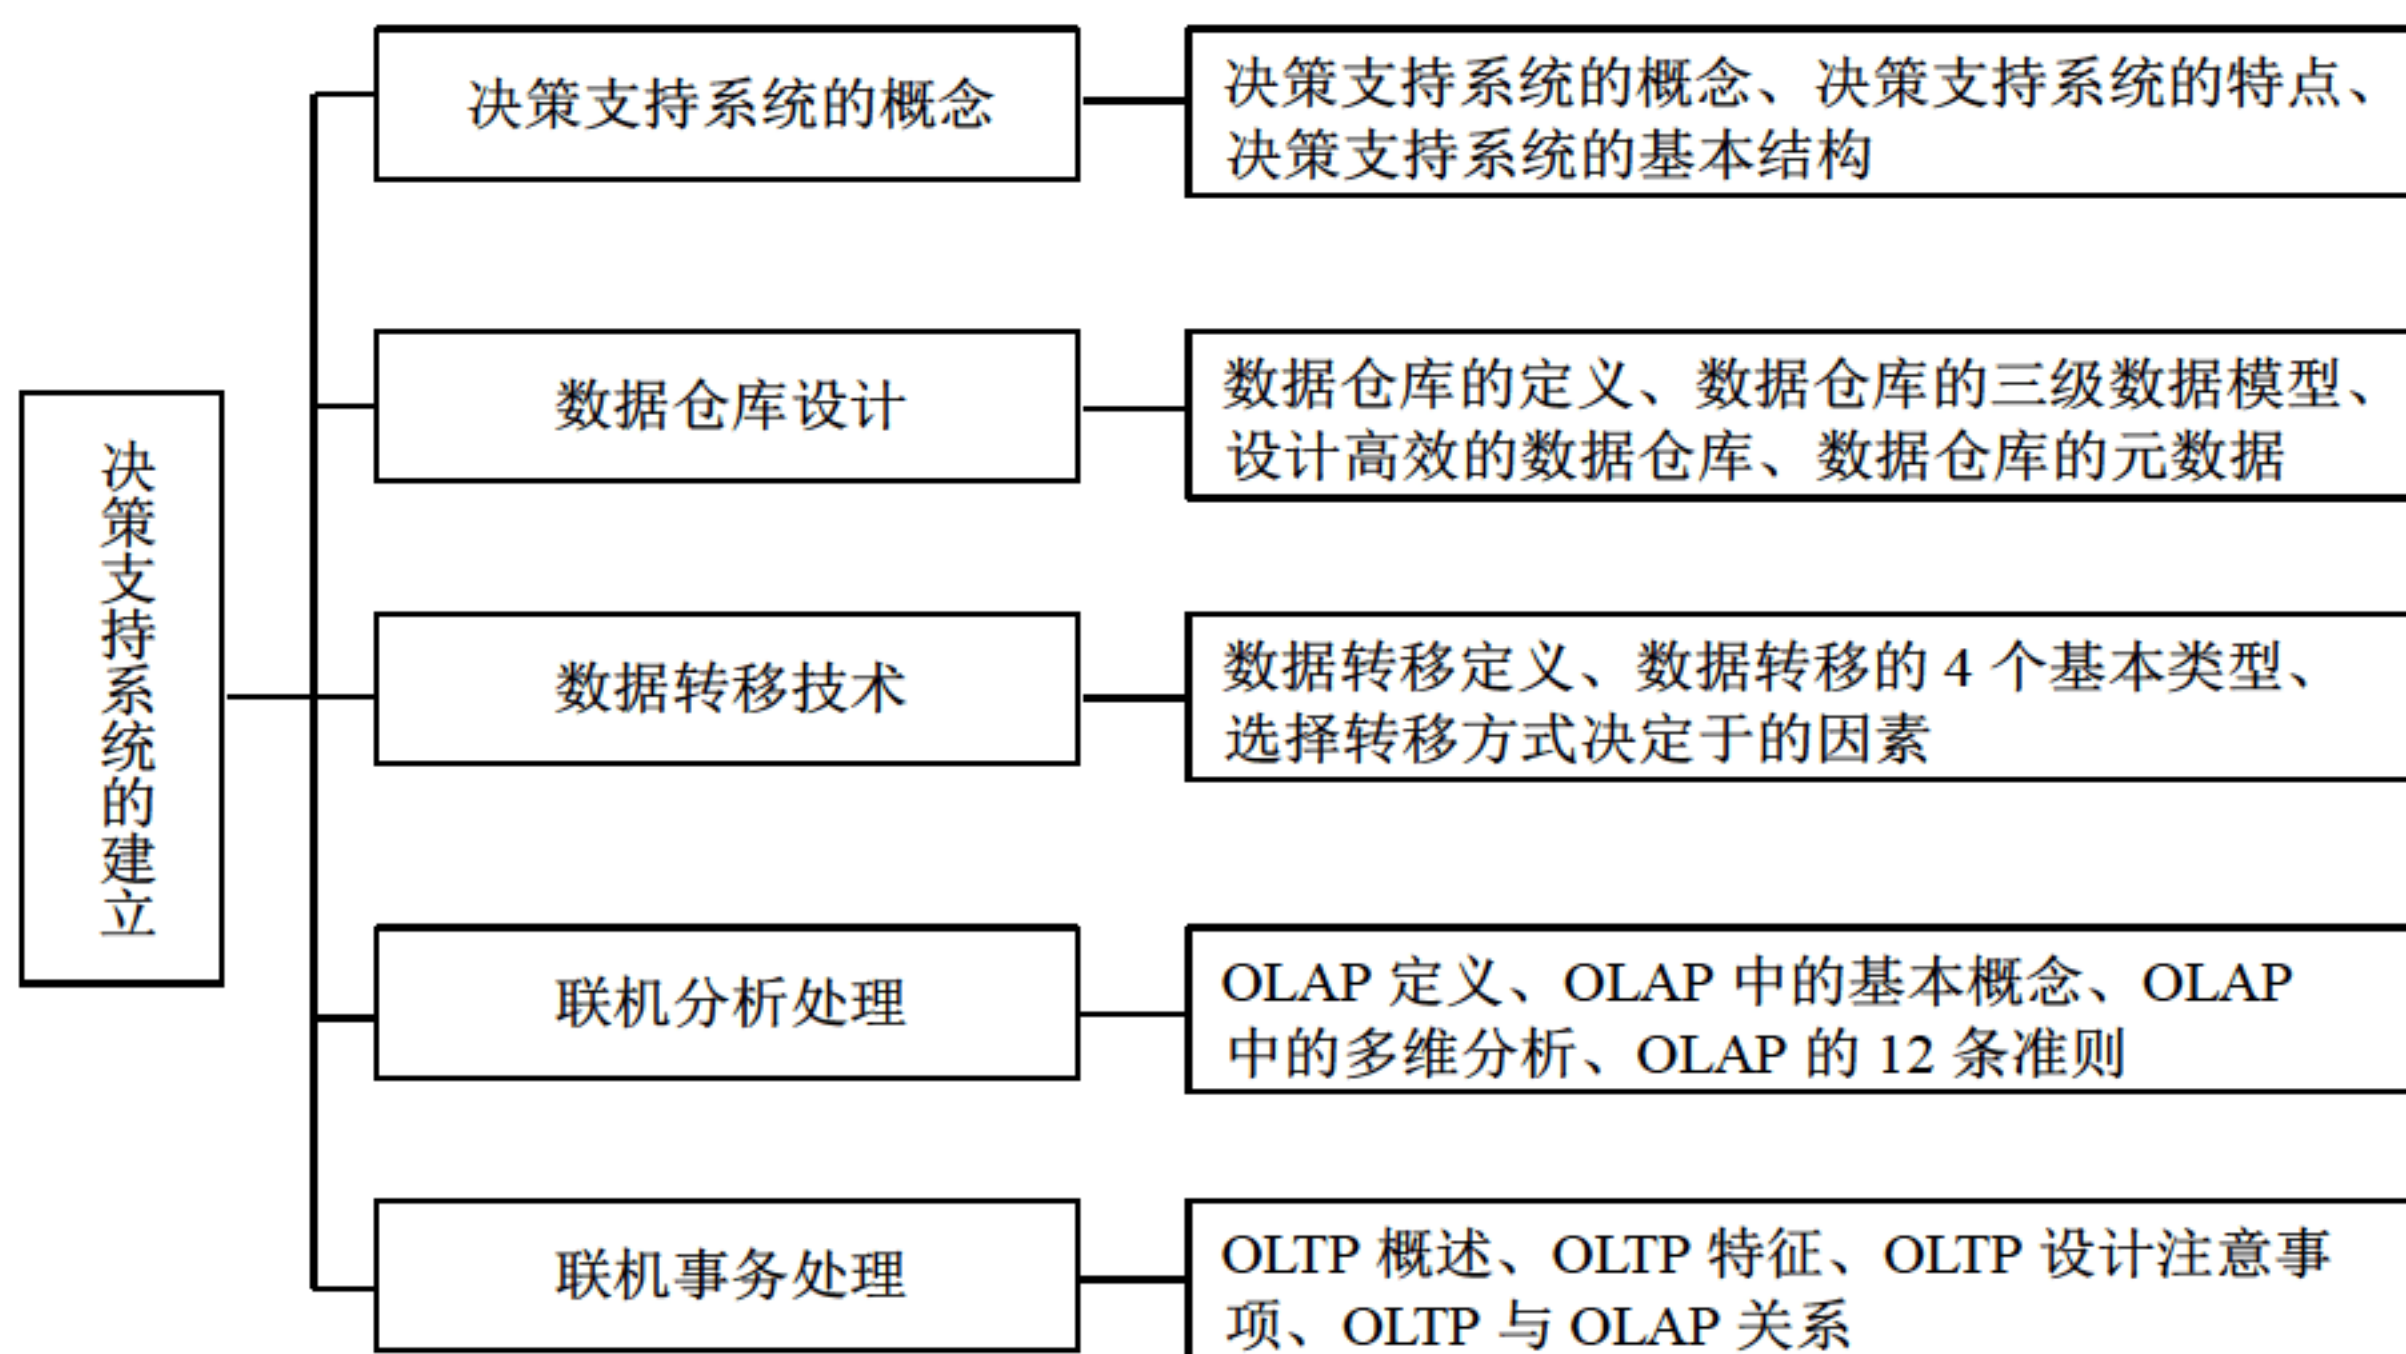 决策支持系统的建立
决策支持系统的概念
决策支持系统的概念、决策支持系统的特点、
决策支持系统的基本结构
数据仓库设计
数据仓库的定义、数据仓库的三级数据模型、
设计高效的数据仓库、数据仓库的元数据
数据转移技术
数据转移定义、数据转移的 4 个基本类型、
选择转移方式决定于的因素
联机分析处理
OLAP 定义、OLAP 中的基本概念、OLAP
中的多维分析、OLAP 的 12 条准则
联机事务处理
OLTP 概述、OLTP 特征、OLTP 设计注意事
项、OLTP 与 OLAP 关系